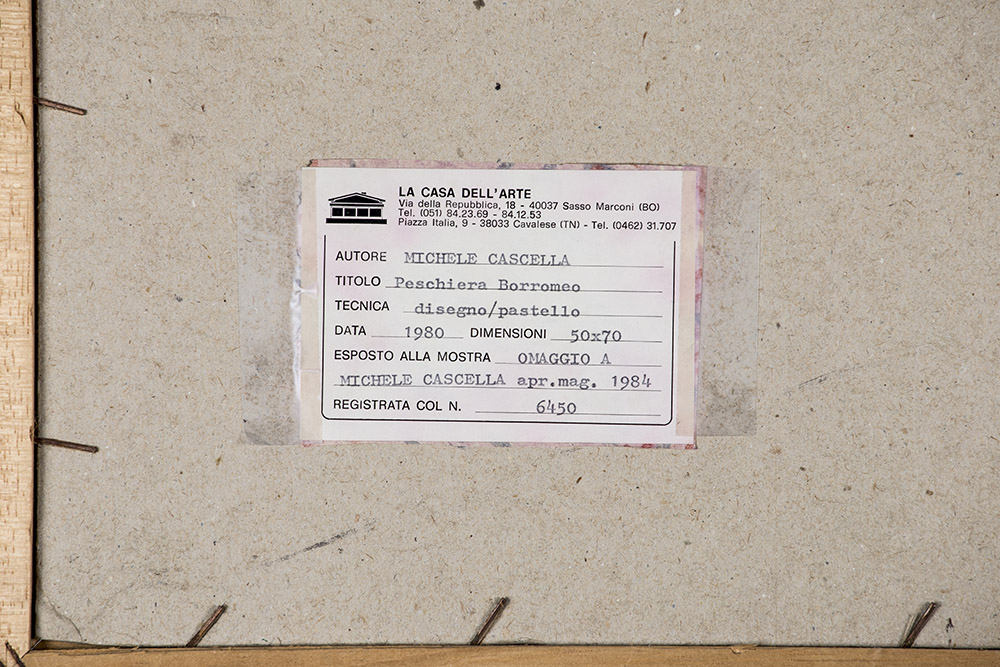 LA CASA DELL'ARTE
Via della Repubblica, 18 - 40037 Sasso Marconi (BO)
Tel. (051) 84.23.69 - 84.12.53
Piazza Italia, 9 - 38033 Cavalese (TN) - Tel. (0462) 31.707
AUTORE MICHELE CASCELLA
TITOLO Peschiera Borromeo
TECNICA disegno/pastello
DATA 1980 DIMENSIONI 50x70
ESPOSTO ALLA MOSTRA OMAGGIO A
MICHELE CASCELLA apr.mag. 1984
REGISTRATA COL N. 6450